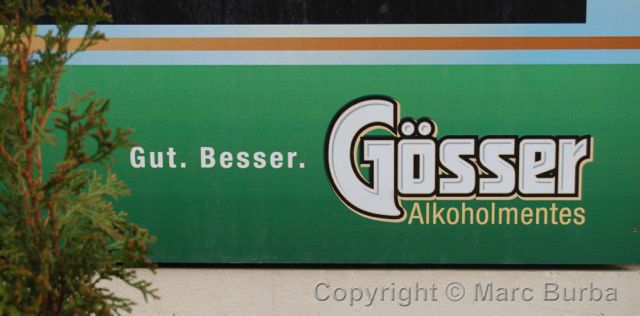 Gut. Besser. Gösser
Alkoholmentes
Copyright © Marc Burba